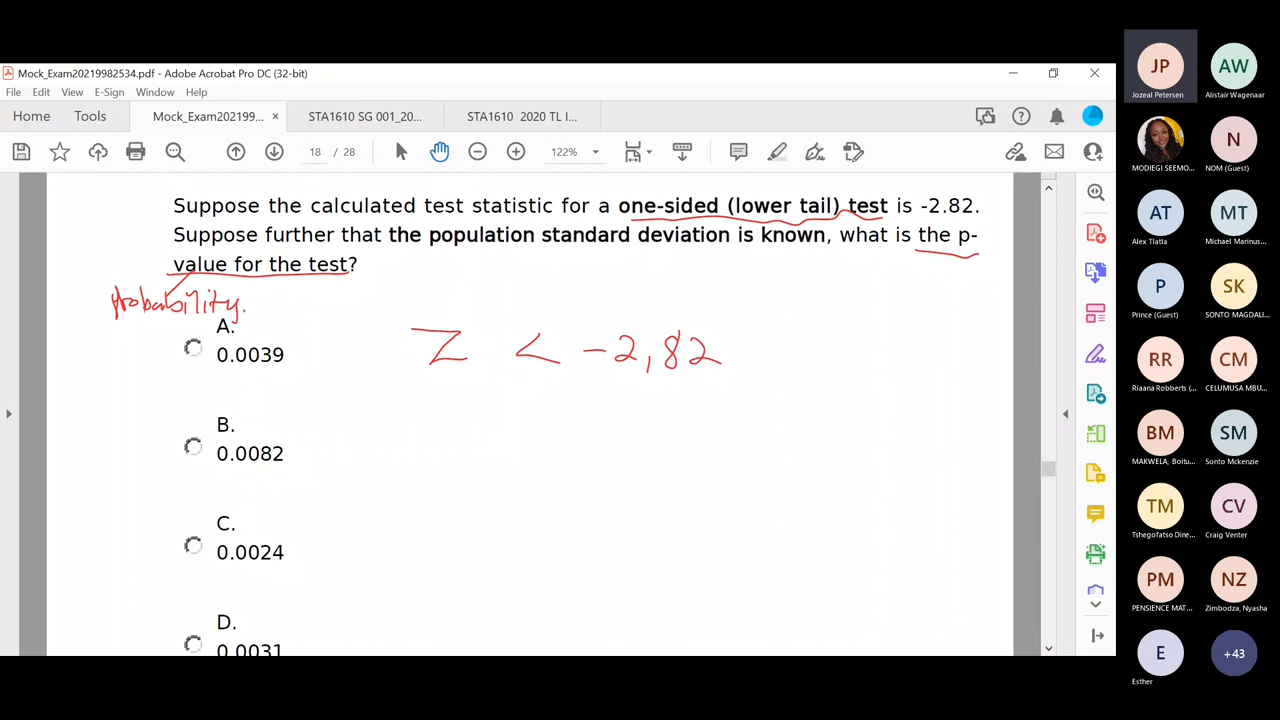 Mock_Exam20219982534.pdf - Adobe Acrobat Pro DC (32-bit)
File Edit View E-Sign Window Help
Home Tools Mock_Exam202199... × STA1610 SG 001_20... STA1610 2020 TL I...
18 / 28 122%
Suppose the calculated test statistic for a one-sided (lower tail) test is -2.82.
Suppose further that the population standard deviation is known, what is the p-
value for the test?
Probability.
A.
0.0039
Z < -2,82
B.
0.0082
C.
0.0024
D.
0.0031
JP AW
Jozeal Petersen Alistair Wagenaar
N
MODIEGI SEEMO... NOM (Guest)
AT MT
Alex Tlatla Michael Marinus...
P SK
Prince (Guest) SONTO MAGDALI...
RR CM
Riaana Robberts (... CELUMUSA MBU...
BM SM
MAKWELA, Boitu... Sonto Mckenzie
TM CV
Tshegofatso Dine... Craig Venter
PM NZ
PENSIENCE MAT... Zimbodza, Nyasha
E +43
Esther